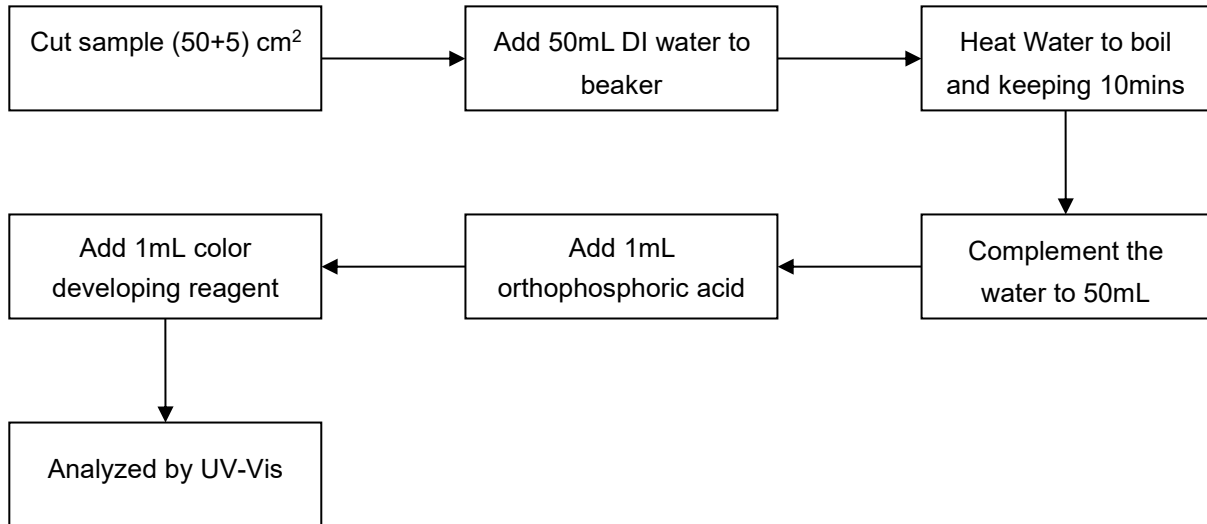 Cut sample (50+5) cm²
Add 50mL DI water to
beaker
Heat Water to boil
and keeping 10mins
Complement the
water to 50mL
Add 1mL
orthophosphoric acid
Add 1mL color
developing reagent
Analyzed by UV-Vis